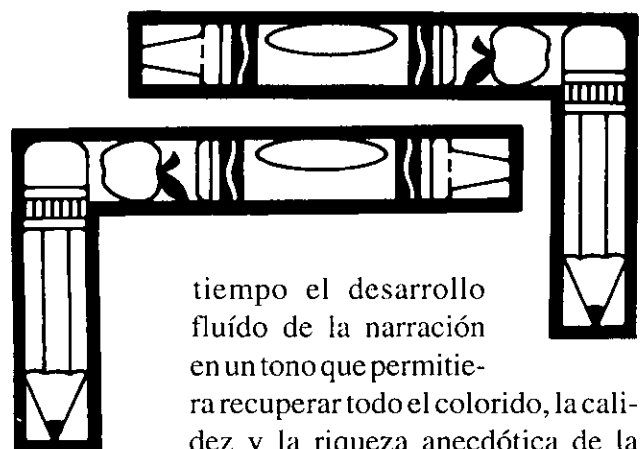 tiempo el desarrollo
fluído de la narración
en un tono que permitie-
ra recuperar todo el colorido, la cali-
dez y la riqueza anecdótica de la